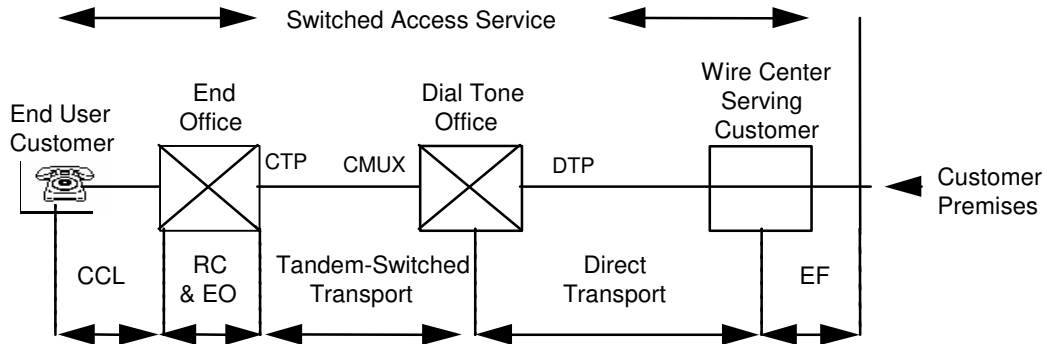 Switched Access Service
Wire Center
Serving
Customer
End
Office
Dial Tone
Office
End User
Customer
CTP
CMUX
DTP
Customer
Premises
CCL
RC
& EO
Tandem-Switched
Transport
Direct
Transport
EF